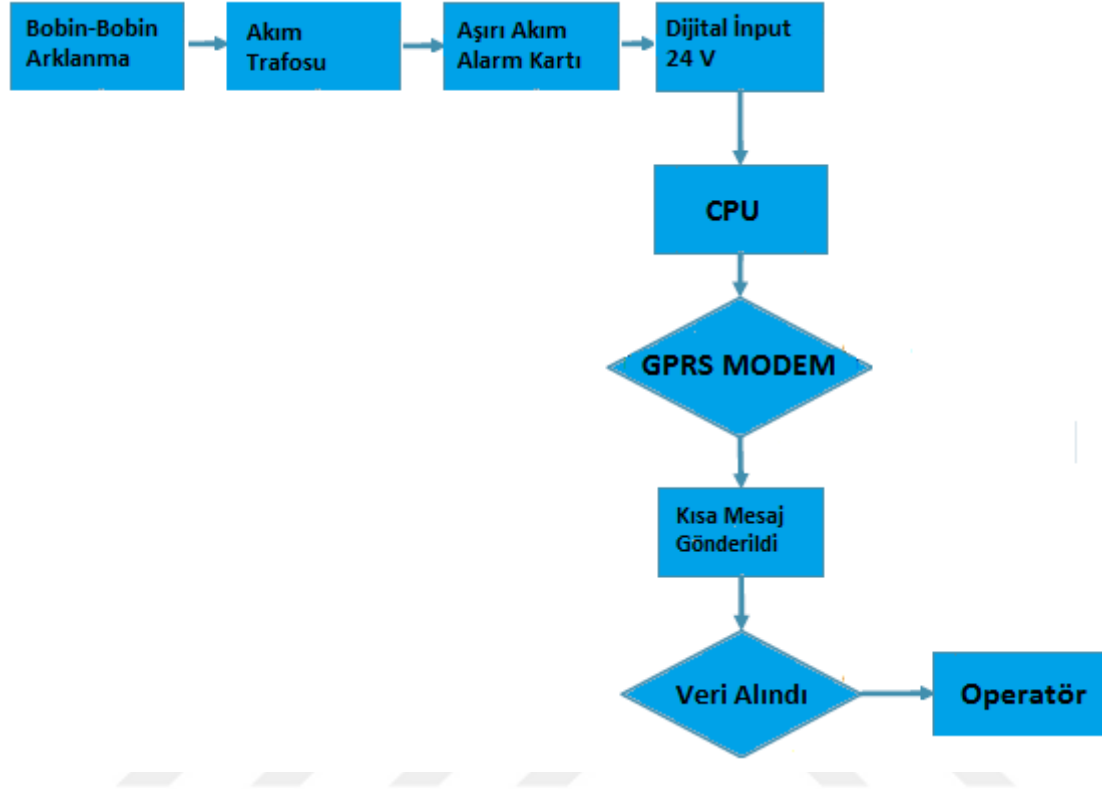 Bobin-Bobin
Arklanma
Akım
Trafosu
Aşırı Akım
Alarm Kartı
Dijital İnput
24 V
CPU
GPRS MODEM
Kısa Mesaj
Gönderildi
Veri Alındı
Operatör